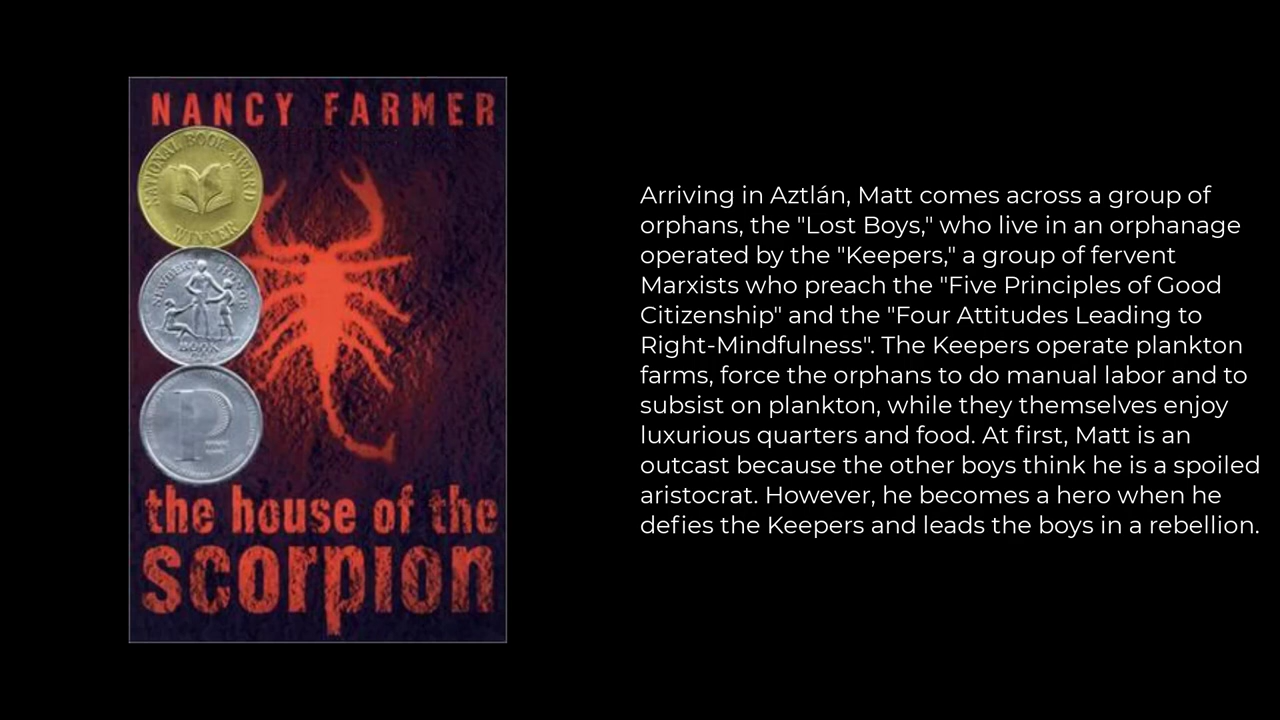 NANCY FARMER
NATIONAL BOOK AWARD
WINNER
NEWBERY HONOR
BOOK
P
the house of the
scorpion
Arriving in Aztlán, Matt comes across a group of
orphans, the "Lost Boys," who live in an orphanage
operated by the "Keepers," a group of fervent
Marxists who preach the "Five Principles of Good
Citizenship" and the "Four Attitudes Leading to
Right-Mindfulness". The Keepers operate plankton
farms, force the orphans to do manual labor and to
subsist on plankton, while they themselves enjoy
luxurious quarters and food. At first, Matt is an
outcast because the other boys think he is a spoiled
aristocrat. However, he becomes a hero when he
defies the Keepers and leads the boys in a rebellion.